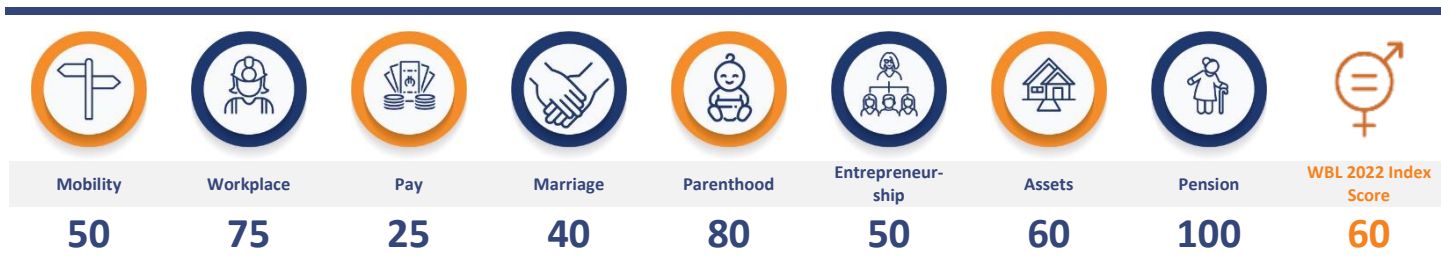 Mobility
Workplace
Pay
Marriage
Parenthood
Entrepreneur-
ship
Assets
Pension
WBL 2022 Index
Score
50
75
25
40
80
50
60
100
60